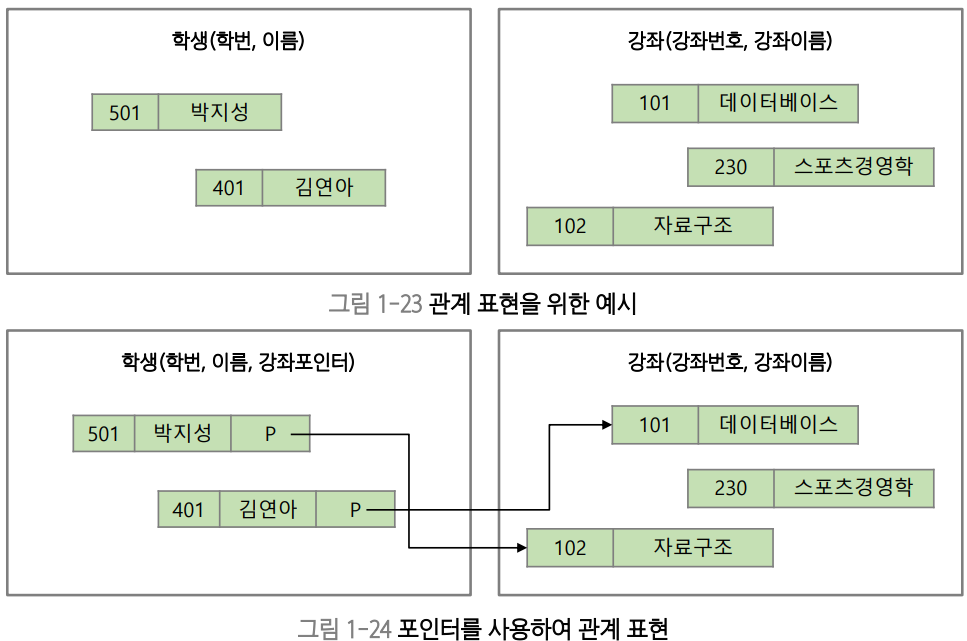 학생(학번, 이름)
501 박지성
401 김연아
강좌(강좌번호, 강좌이름)
101 데이터베이스
230 스포츠경영학
102 자료구조
그림 1-23 관계 표현을 위한 예시
학생(학번, 이름, 강좌포인터)
501 박지성 P
401 김연아 P
강좌(강좌번호, 강좌이름)
101 데이터베이스
230 스포츠경영학
102 자료구조
그림 1-24 포인터를 사용하여 관계 표현